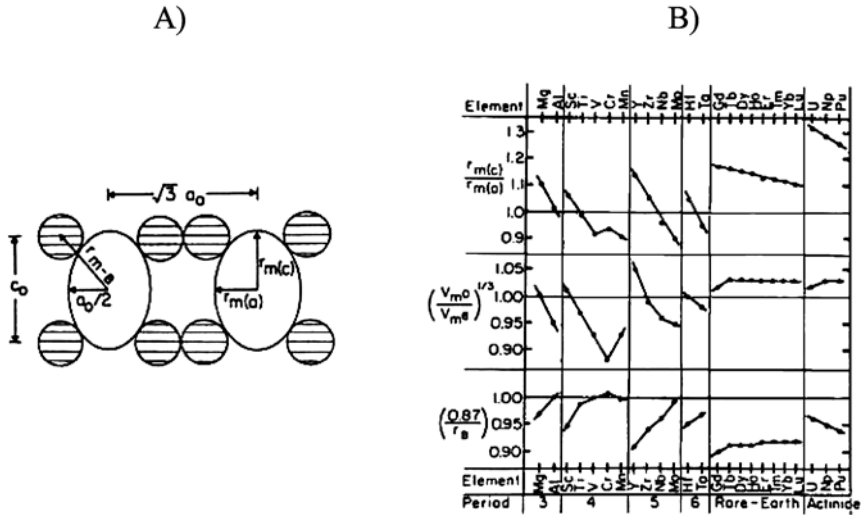 A)
B)
Element
Mg Al Sc Ti V Cr Mn Y Zr Nb Mo Hf Ta Gd Tb Dy Ho Er Tm Yb Lu U Np Pu
1.3
1.2
r_m(c)/r_m(a)
1.1
1.0
0.9
√3 a₀
c₀
r_m-B
a₀/2
r_m(c)
r_m(a)
1.05
(V_m⁰/V_mB)^1/3
1.00
0.95
0.90
1.00
(0.87/r_B)
0.95
0.90
Element
Mg Al Sc Ti V Cr Mn Y Zr Nb Mo Hf Ta Gd Tb Dy Ho Er Tm Yb Lu U Np Pu
Period 3 4 5 6 Rare-Earth Actinide